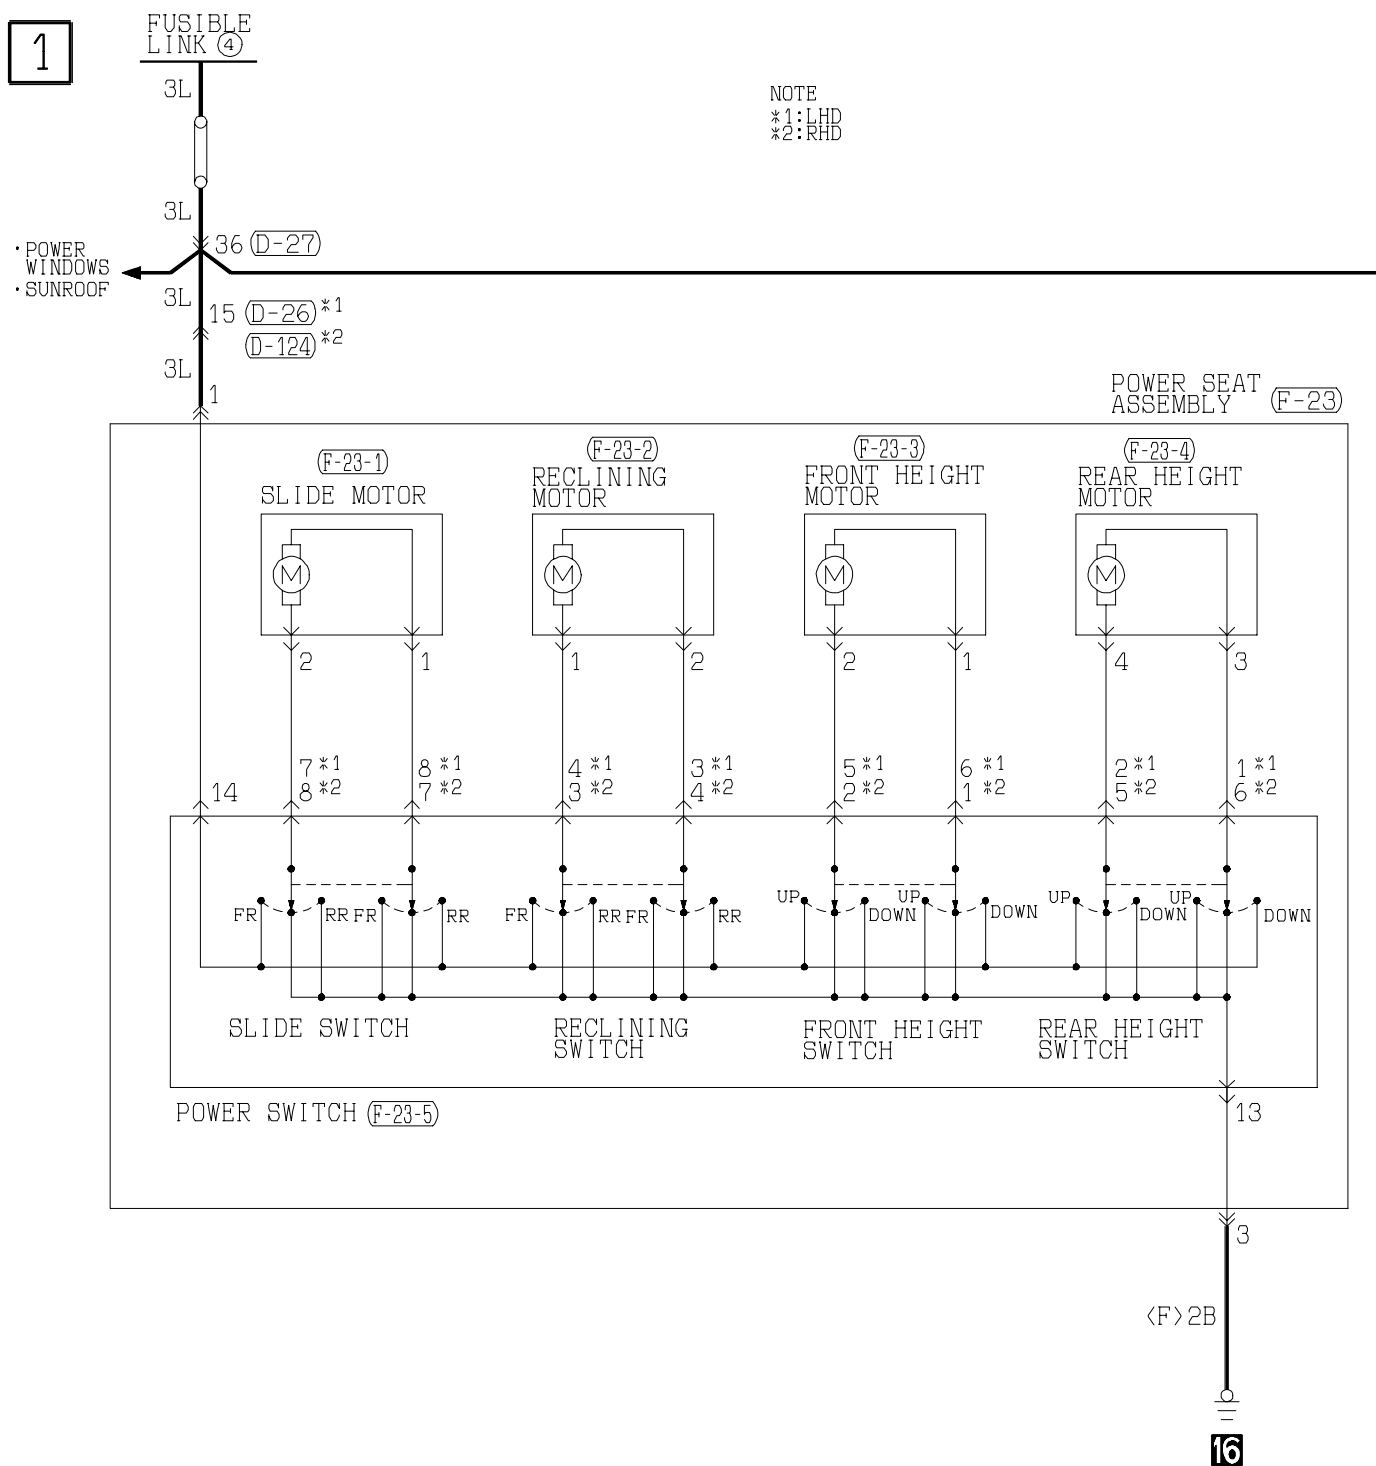 1
FUSIBLE
LINK ④
3L
NOTE
*1:LHD
*2:RHD
3L
36 (D-27)
·POWER
WINDOWS
·SUNROOF
3L
15 (D-26) *1
(D-124) *2
3L
1
POWER SEAT
ASSEMBLY (F-23)
(F-23-1)
SLIDE MOTOR
(F-23-2)
RECLINING
MOTOR
(F-23-3)
FRONT HEIGHT
MOTOR
(F-23-4)
REAR HEIGHT
MOTOR
M M M M
2 1 1 2 2 1 4 3
7 *1 8 *1 4 *1 3 *1 5 *1 6 *1 2 *1 1 *1
14 8 *2 7 *2 3 *2 4 *2 2 *2 1 *2 5 *2 6 *2
FR RR FR RR FR RR FR RR UP DOWN UP DOWN UP DOWN UP DOWN
SLIDE SWITCH
RECLINING
SWITCH
FRONT HEIGHT
SWITCH
REAR HEIGHT
SWITCH
POWER SWITCH (F-23-5)
13
3
<F>2B
16